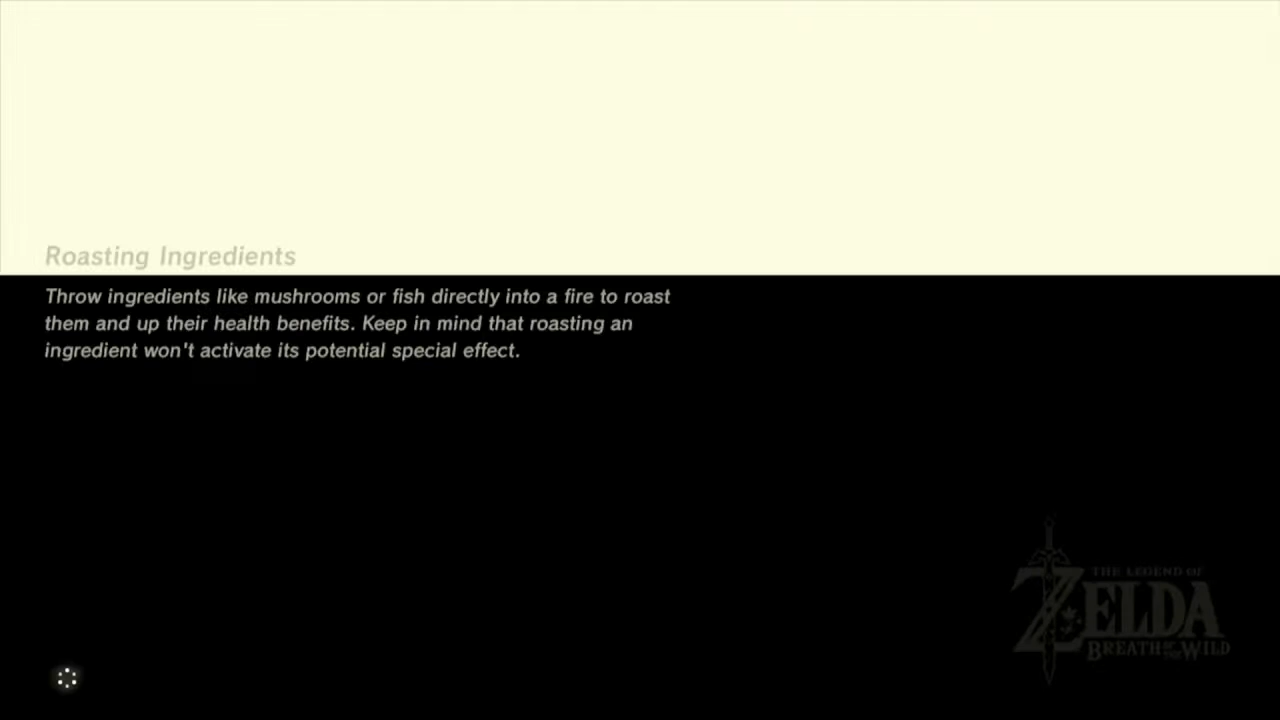 Roasting Ingredients
Throw ingredients like mushrooms or fish directly into a fire to roast
them and up their health benefits. Keep in mind that roasting an
ingredient won't activate its potential special effect.
THE LEGEND OF
ZELDA
BREATH OF THE WILD